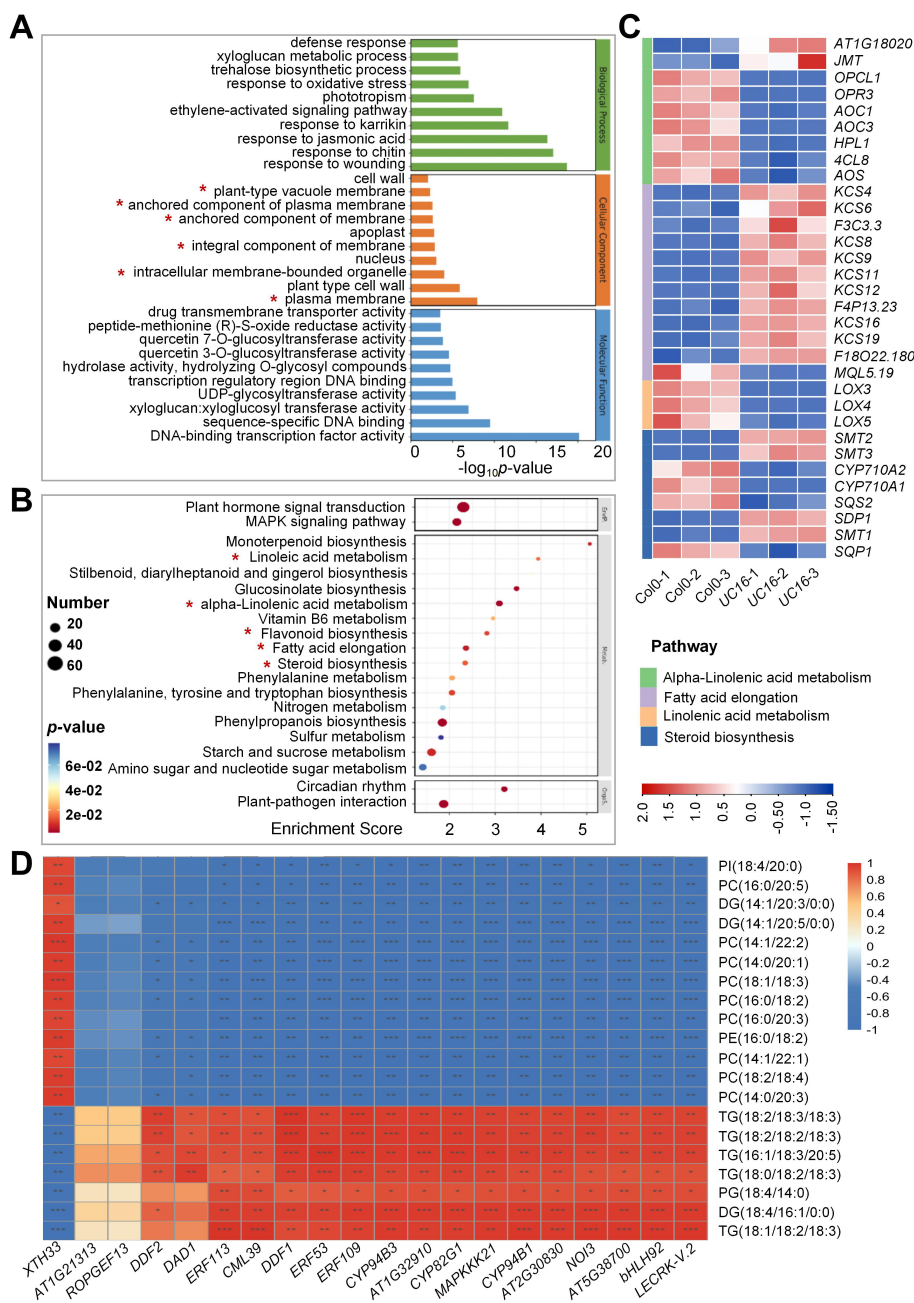 A
defense response
xyloglucan metabolic process
trehalose biosynthetic process
response to oxidative stress
phototropism
ethylene-activated signaling pathway
response to karrikin
response to jasmonic acid
response to chitin
response to wounding
Biological Process
cell wall
* plant-type vacuole membrane
* anchored component of plasma membrane
* anchored component of membrane
apoplast
* integral component of membrane
nucleus
* intracellular membrane-bounded organelle
plant type cell wall
* plasma membrane
Cellular Component
drug transmembrane transporter activity
peptide-methionine (R)-S-oxide reductase activity
quercetin 7-O-glucosyltransferase activity
quercetin 3-O-glucosyltransferase activity
hydrolase activity, hydrolyzing O-glycosyl compounds
transcription regulatory region DNA binding
UDP-glycosyltransferase activity
xyloglucan:xyloglucosyl transferase activity
sequence-specific DNA binding
DNA-binding transcription factor activity
Molecular Function
0 5 10 15 20
-log10p-value
B
Plant hormone signal transduction
MAPK signaling pathway
Monoterpenoid biosynthesis
* Linoleic acid metabolism
Stilbenoid, diarylheptanoid and gingerol biosynthesis
Glucosinolate biosynthesis
* alpha-Linolenic acid metabolism
Vitamin B6 metabolism
* Flavonoid biosynthesis
* Fatty acid elongation
* Steroid biosynthesis
Phenylalanine metabolism
Phenylalanine, tyrosine and tryptophan biosynthesis
Nitrogen metabolism
Phenylpropanois biosynthesis
Sulfur metabolism
Starch and sucrose metabolism
Amino sugar and nucleotide sugar metabolism
Metab.
Circadian rhythm
Plant-pathogen interaction
Enrichment Score
2 3 4 5
Number
20
40
60
p-value
6e-02
4e-02
2e-02
C
AT1G18020
JMT
OPCL1
OPR3
AOC1
AOC3
HPL1
4CL8
AOS
KCS4
KCS6
F3C3.3
KCS8
KCS9
KCS11
KCS12
F4P13.23
KCS16
KCS19
F18O22.180
MQL5.19
LOX3
LOX4
LOX5
SMT2
SMT3
CYP710A2
CYP710A1
SQS2
SDP1
SMT1
SQP1
Col0-1 Col0-2 Col0-3 UC16-1 UC16-2 UC16-3
Pathway
Alpha-Linolenic acid metabolism
Fatty acid elongation
Linolenic acid metabolism
Steroid biosynthesis
2.0 1.5 1.0 0.5 0 -0.5 -1.0 -1.50
D
PI(18:4/20:0)
PC(16:0/20:5)
DG(14:1/20:3/0:0)
DG(14:1/20:5/0:0)
PC(14:1/22:2)
PC(14:0/20:1)
PC(18:1/18:3)
PC(16:0/18:2)
PC(16:0/20:3)
PE(16:0/18:2)
PC(14:1/22:1)
PC(18:2/18:4)
PC(14:0/20:3)
TG(18:2/18:3/18:3)
TG(18:2/18:2/18:3)
TG(16:1/18:3/20:5)
TG(18:0/18:2/18:3)
PG(18:4/14:0)
DG(18:4/16:1/0:0)
TG(18:1/18:2/18:3)
XTH33 AT1G21313 ROPGEF13 DDF2 DAD1 ERF113 CML39 DDF1 ERF53 ERF109 CYP94B3 AT1G32910 CYP82G1 MAPKKK21 CYP94B1 AT2G30830 NOI3 AT5G38700 bHLH92 LECRK-V.2
1
0.8
0.6
0.4
0.2
0
-0.2
-0.4
-0.6
-0.8
-1